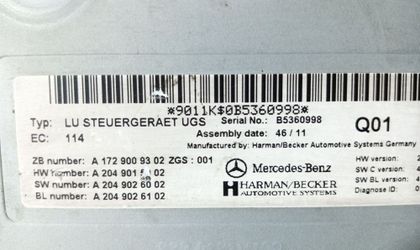 *9011K$0B5360998*
Typ: LU STEUERGERAET UGS Serial No.: B5360998 Q01
EC: 114 Assembly date: 46 / 11
Manufactured by: Harman/Becker Automotive Systems Germany
ZB number: A 172 900 93 02 ZGS : 001 HW version:
HW number: A 204 901 02 Mercedes-Benz SW C version: 4
SW number: A 204 902 60 02 HARMAN/BECKER SW BL version: 4
BL number: A 204 902 61 02 AUTOMOTIVE SYSTEMS Diagnose ID: